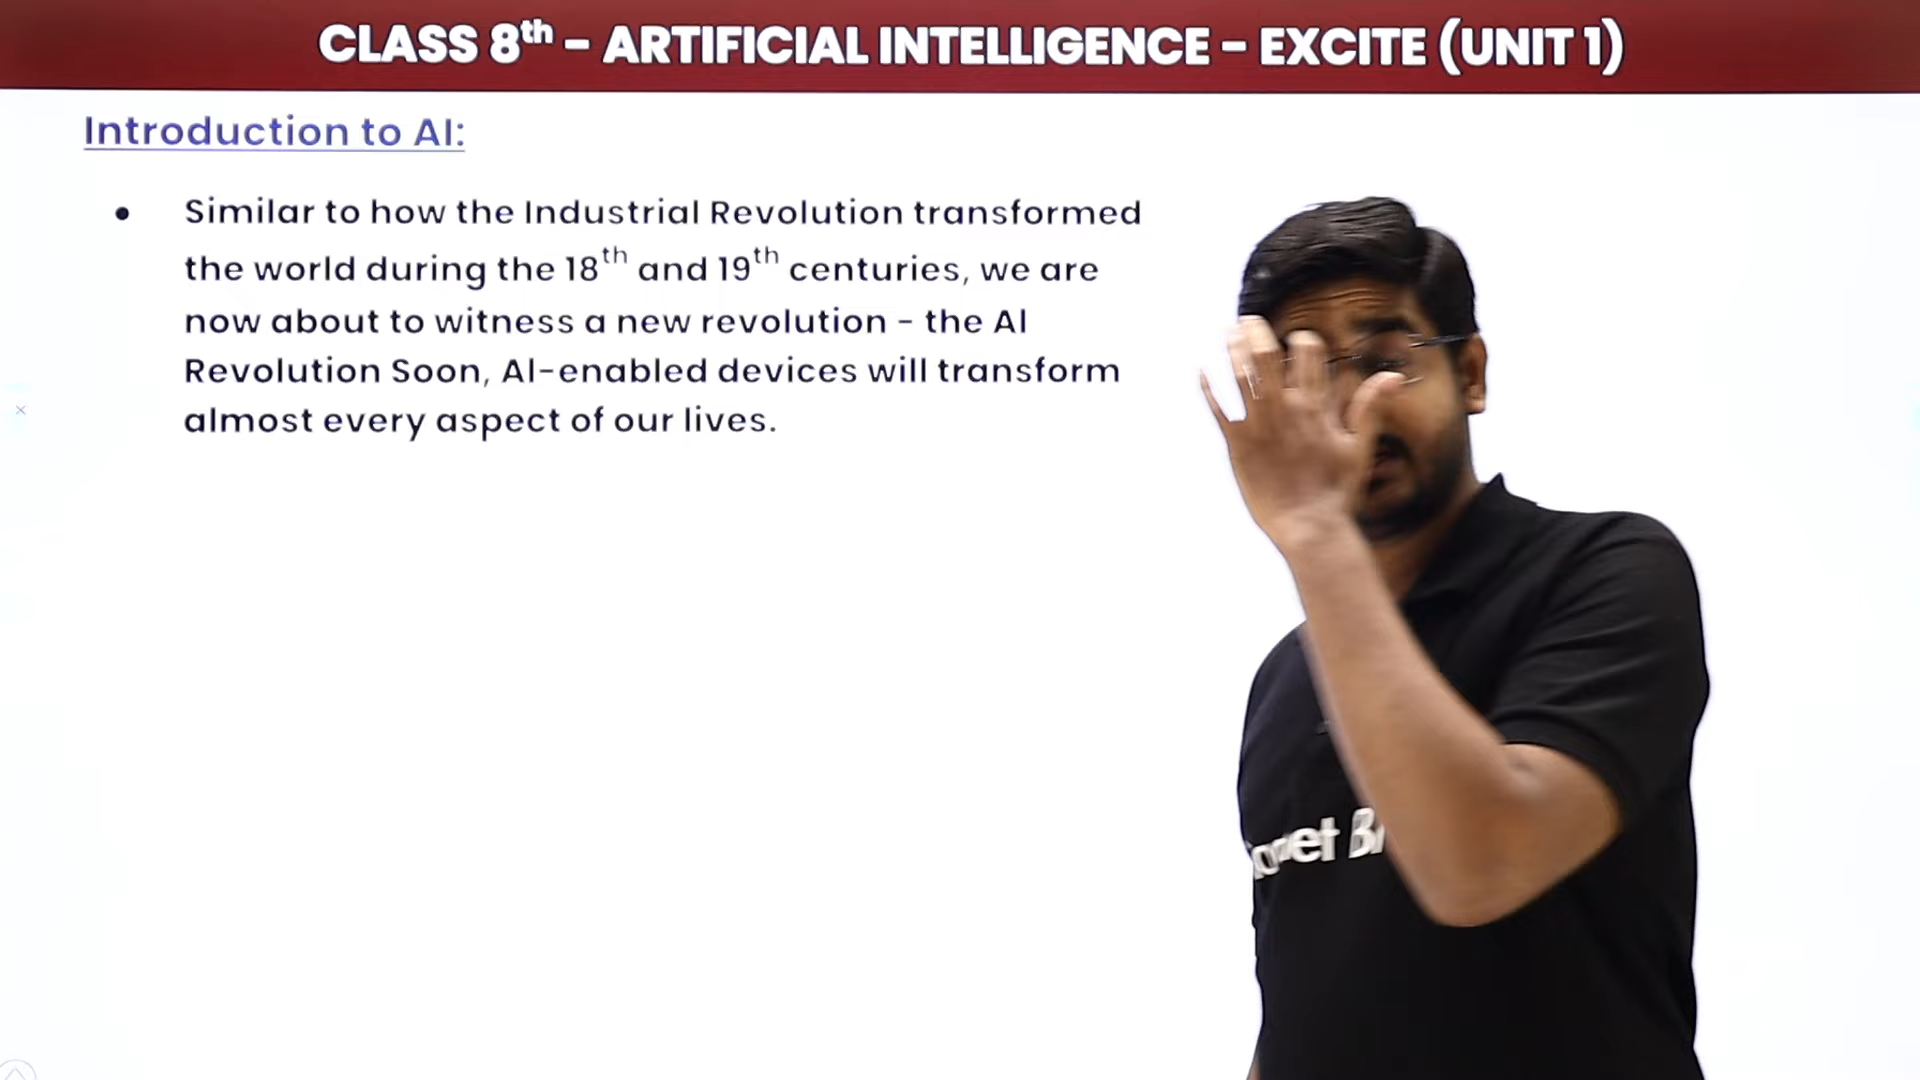 CLASS 8th – ARTIFICIAL INTELLIGENCE – EXCITE (UNIT 1)
Introduction to AI:
• Similar to how the Industrial Revolution transformed
the world during the 18th and 19th centuries, we are
now about to witness a new revolution – the AI
Revolution Soon, AI-enabled devices will transform
almost every aspect of our lives.